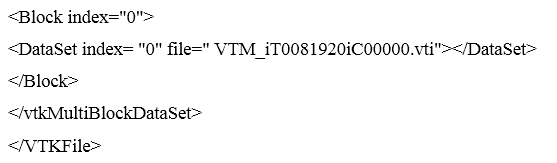 <Block index="0">
<DataSet index= "0" file=" VTM_iT0081920iC00000.vti"></DataSet>
</Block>
</vtkMultiBlockDataSet>
</VTKFile>